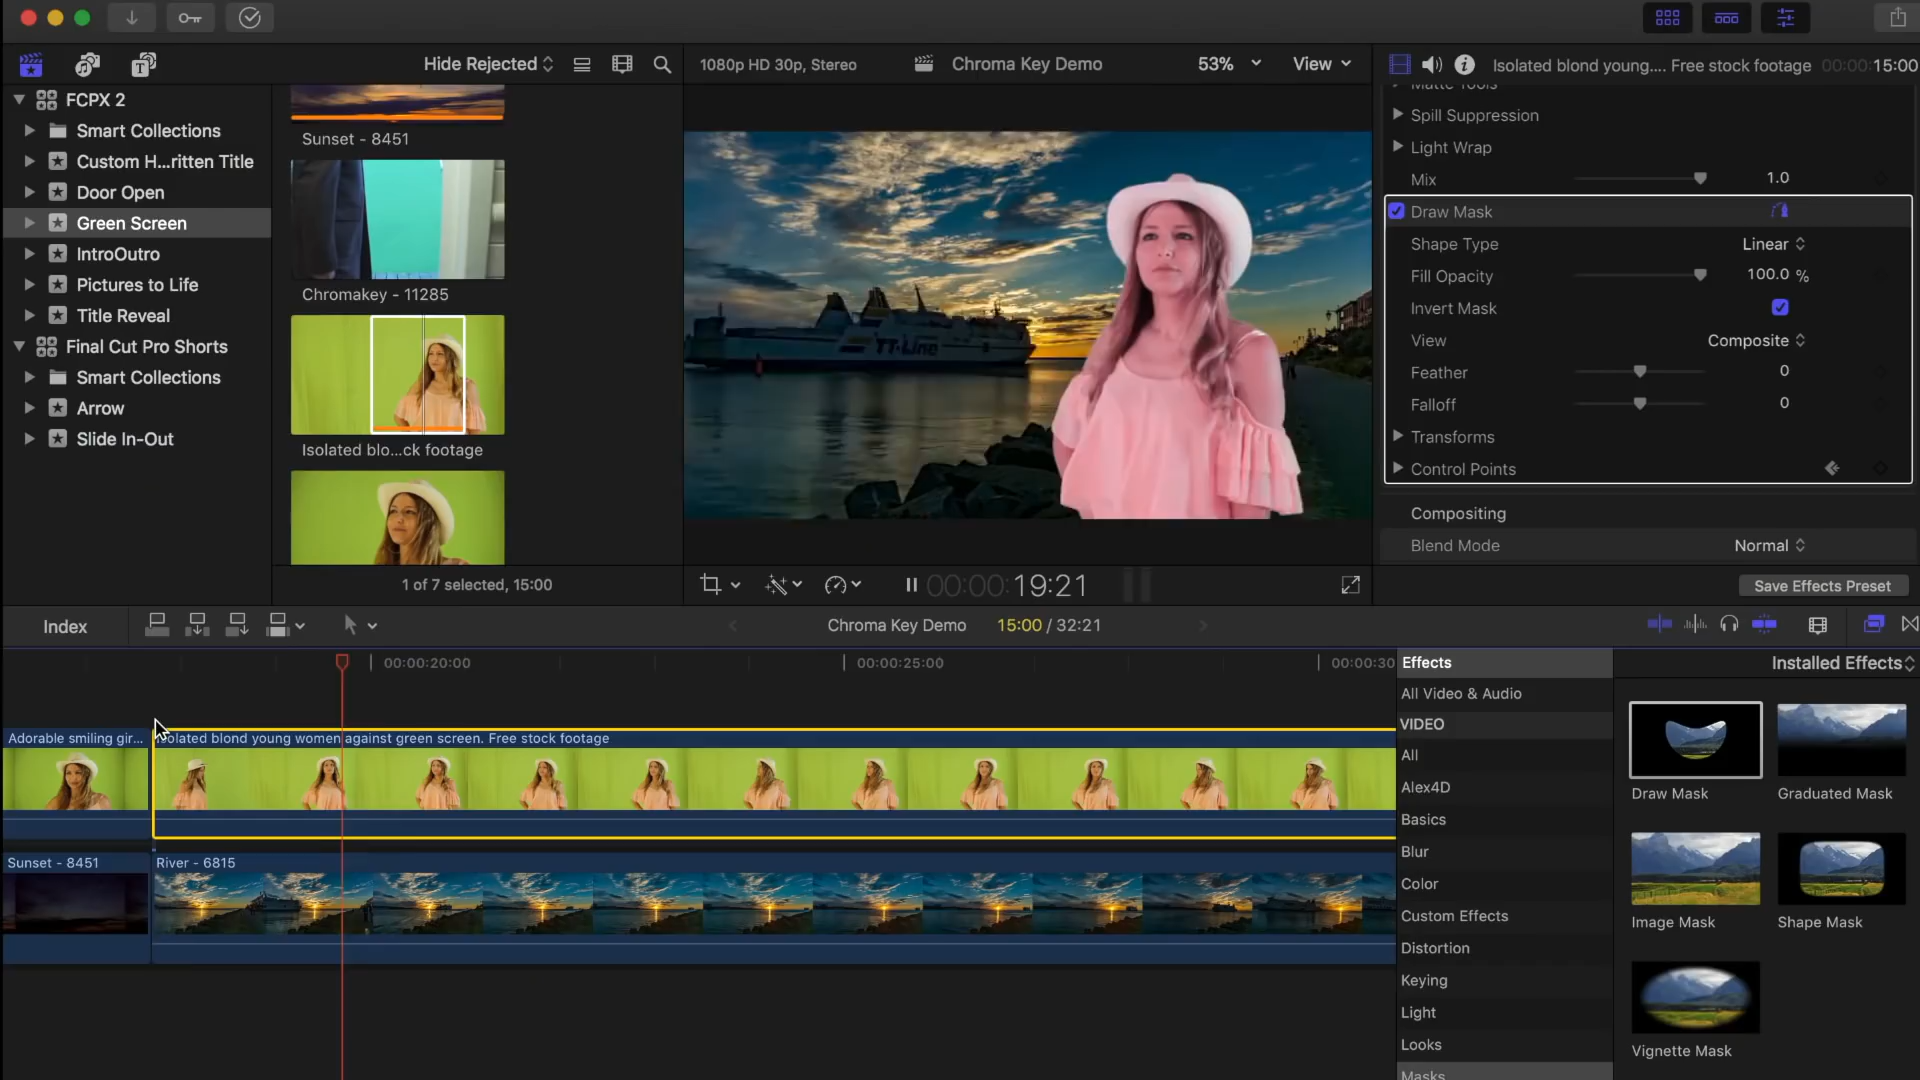 Hide Rejected
1080p HD 30p, Stereo
Chroma Key Demo
53%
View
Isolated blond young.... Free stock footage
00:00:15:00
FCPX 2
Smart Collections
Custom H...ritten Title
Door Open
Green Screen
IntroOutro
Pictures to Life
Title Reveal
Final Cut Pro Shorts
Smart Collections
Arrow
Slide In-Out
Sunset - 8451
Chromakey - 11285
Isolated blo...ck footage
1 of 7 selected, 15:00
TT-Line
00:00:19:21
Matte Tools
Spill Suppression
Light Wrap
Mix 1.0
Draw Mask
Shape Type Linear
Fill Opacity 100.0 %
Invert Mask
View Composite
Feather 0
Falloff 0
Transforms
Control Points
Compositing
Blend Mode Normal
Save Effects Preset
Index
Chroma Key Demo
15:00 / 32:21
00:00:20:00
00:00:25:00
00:00:30
Adorable smiling gir...
Isolated blond young women against green screen. Free stock footage
Sunset - 8451
River - 6815
Effects
All Video & Audio
VIDEO
All
Alex4D
Basics
Blur
Color
Custom Effects
Distortion
Keying
Light
Looks
Masks
Installed Effects
Draw Mask
Graduated Mask
Image Mask
Shape Mask
Vignette Mask